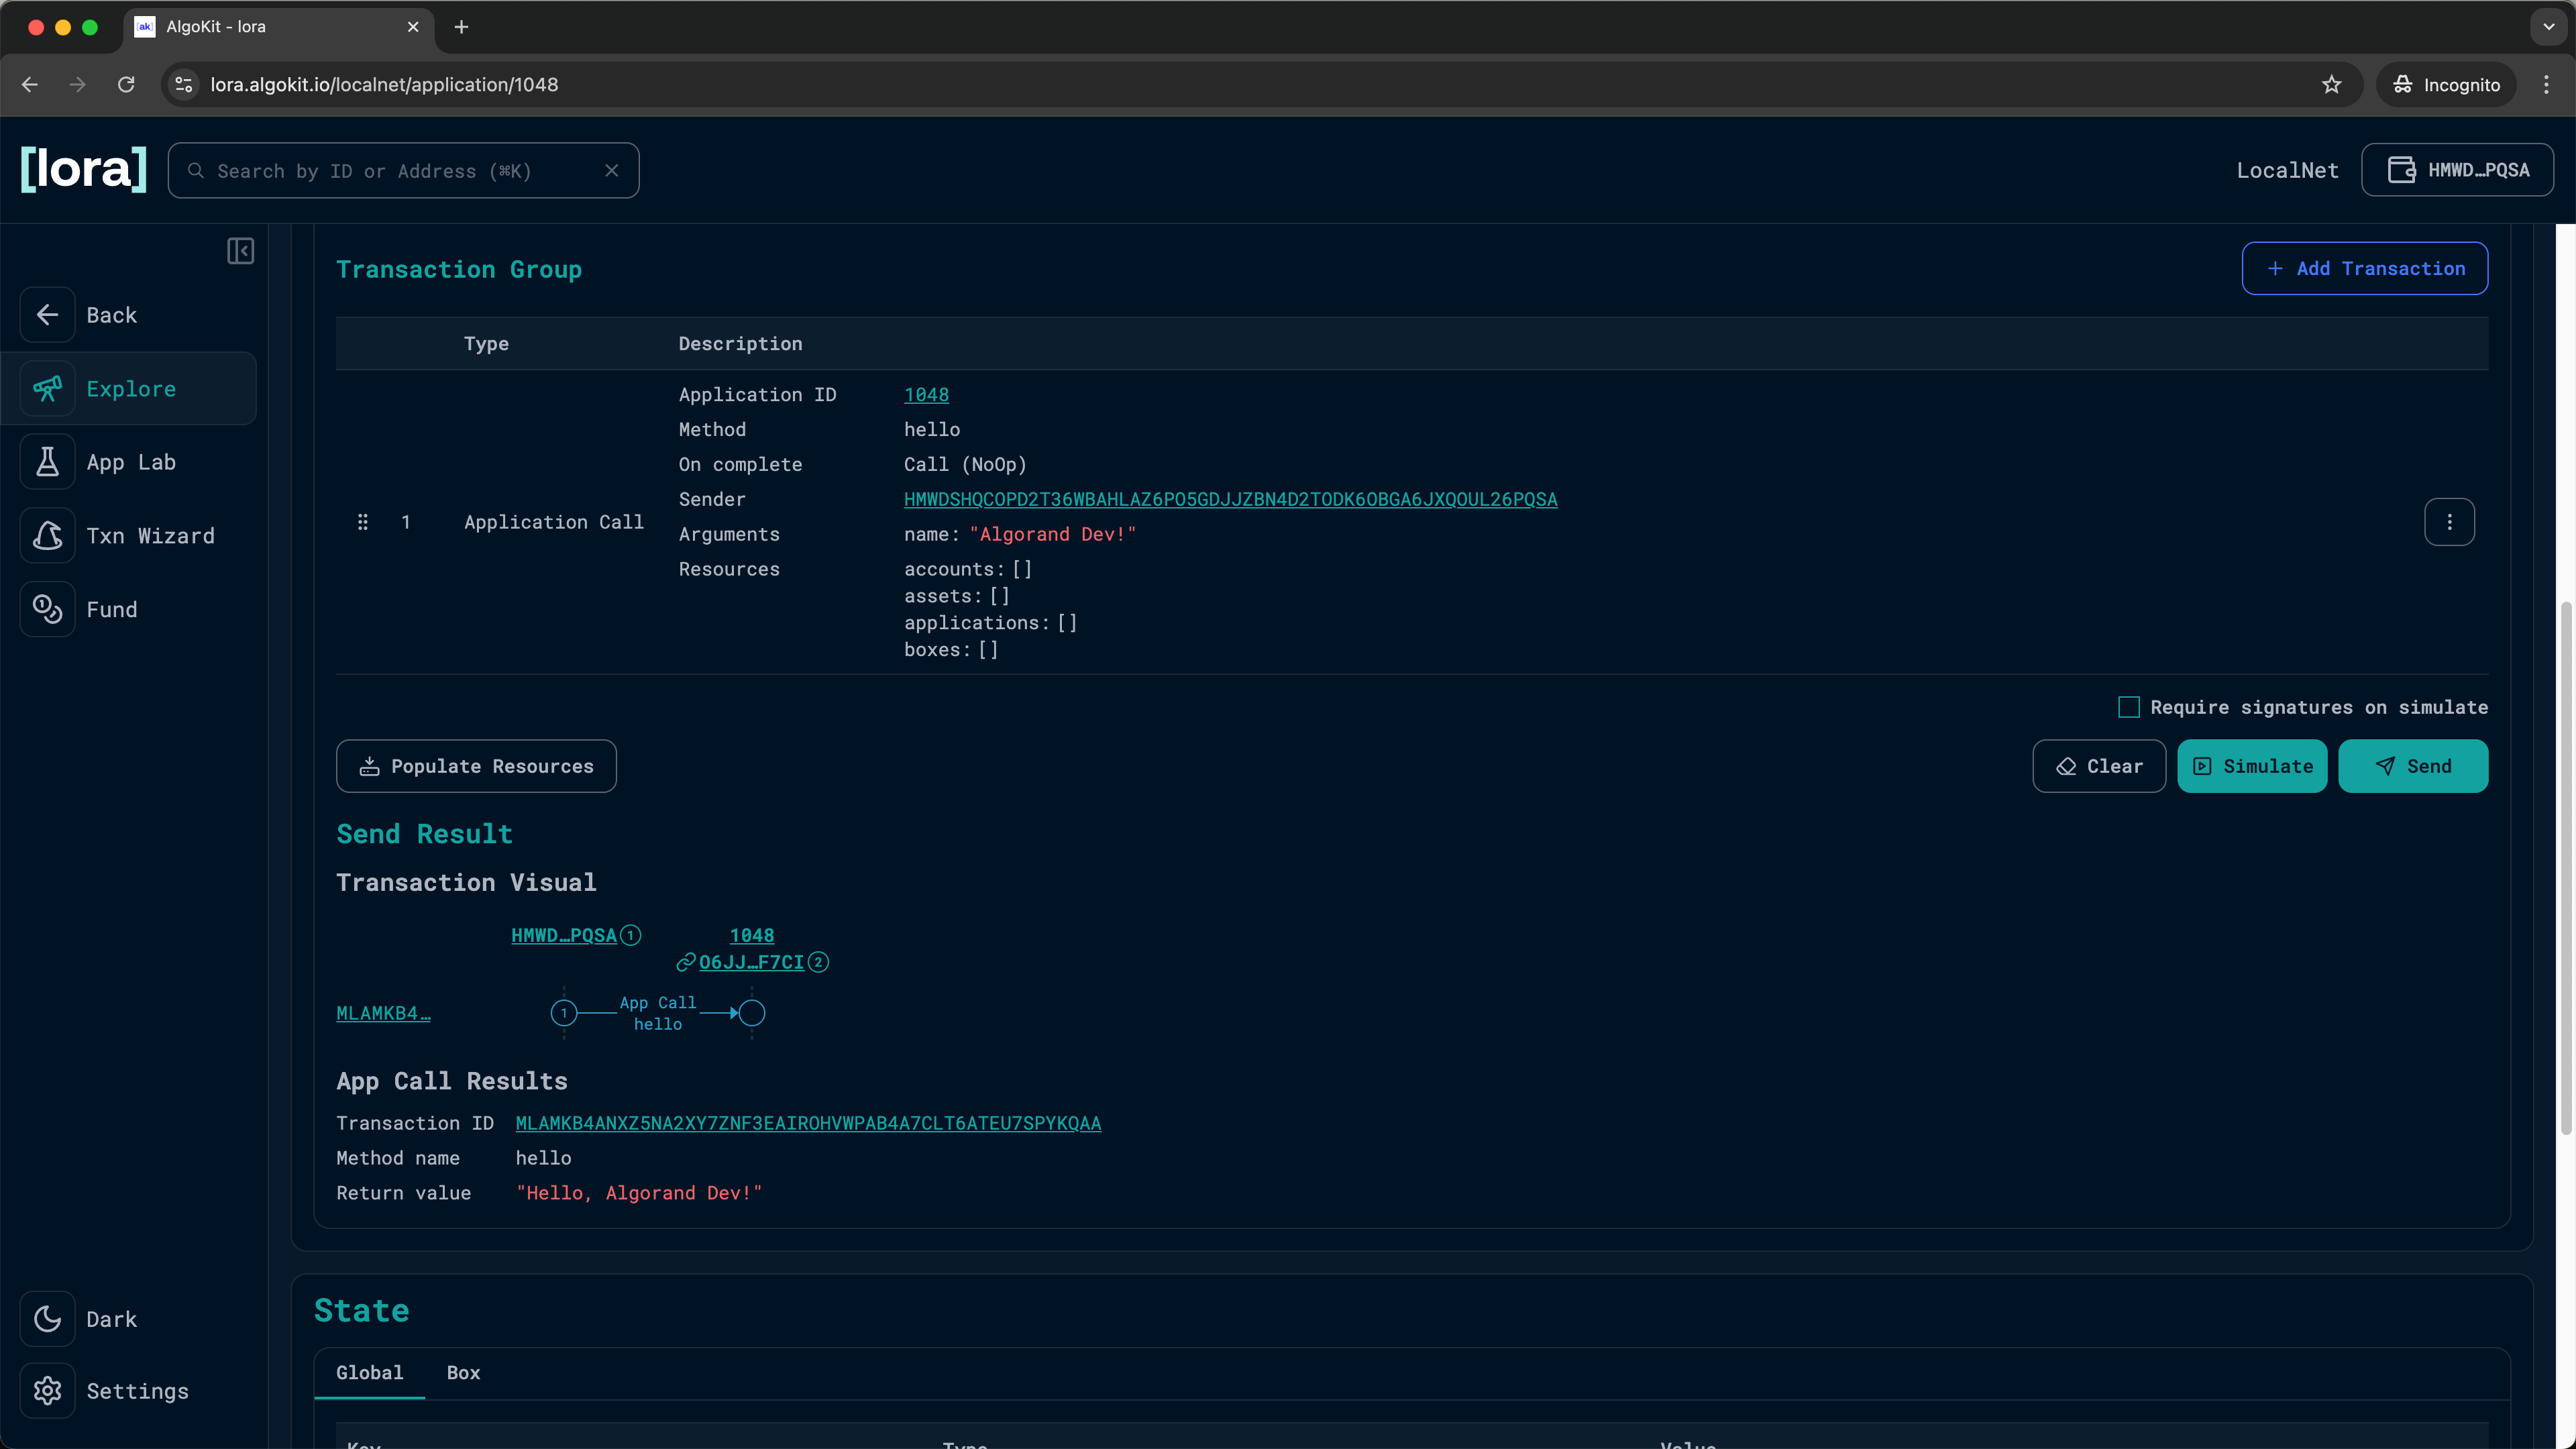 AlgoKit - lora
lora.algokit.io/localnet/application/1048
Incognito
[lora]
Search by ID or Address (⌘K)
LocalNet
HMWD…PQSA
Back
Explore
App Lab
Txn Wizard
Fund
Dark
Settings
Transaction Group
Add Transaction
Type Description
Application ID 1048
Method hello
On complete Call (NoOp)
Sender HMWDSHQCOPD2T36WBAHLAZ6PO5GDJJZBN4D2TODK6OBGA6JXQOUL26PQSA
1 Application Call
Arguments name: "Algorand Dev!"
Resources accounts: []
assets: []
applications: []
boxes: []
Require signatures on simulate
Populate Resources
Clear
Simulate
Send
Send Result
Transaction Visual
HMWD…PQSA 1 1048
O6JJ…F7CI 2
MLAMKB4… 1 App Call
hello
App Call Results
Transaction ID MLAMKB4ANXZ5NA2XY7ZNF3EAIROHVWPAB4A7CLT6ATEU7SPYKQAA
Method name hello
Return value "Hello, Algorand Dev!"
State
Global Box
Key Type Value